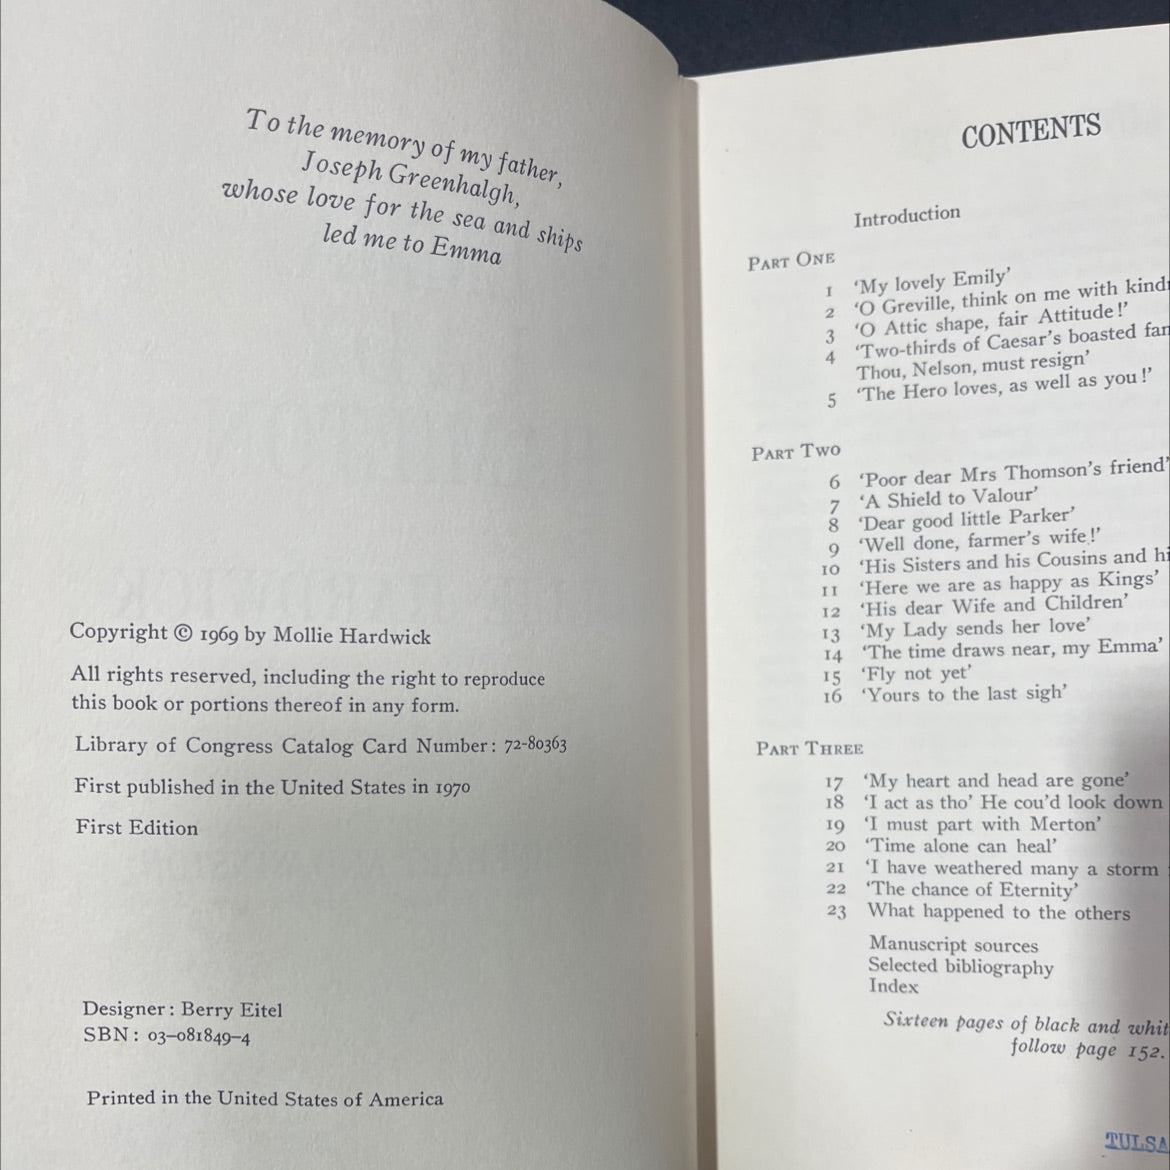 To the memory of my father,
Joseph Greenhalgh,
whose love for the sea and ships
led me to Emma
Copyright © 1969 by Mollie Hardwick
All rights reserved, including the right to reproduce
this book or portions thereof in any form.
Library of Congress Catalog Card Number: 72-80363
First published in the United States in 1970
First Edition
Designer: Berry Eitel
SBN: 03-081849-4
Printed in the United States of America
CONTENTS
Introduction
PART ONE
1 ‘My lovely Emily’
2 ‘O Greville, think on me with
3 ‘O Attic shape, fair Attitude!’
4 ‘Two-thirds of Caesar’s boasted
Thou, Nelson, must resign’
5 ‘The Hero loves, as well as you!’
PART TWO
6 ‘Poor dear Mrs Thomson’s friend’
7 ‘A Shield to Valour’
8 ‘Dear good little Parker’
9 ‘Well done, farmer’s wife!’
10 ‘His Sisters and his Cousins and
11 ‘Here we are as happy as Kings’
12 ‘His dear Wife and Children’
13 ‘My Lady sends her love’
14 ‘The time draws near, my Emma’
15 ‘Fly not yet’
16 ‘Yours to the last sigh’
PART THREE
17 ‘My heart and head are gone’
18 ‘I act as tho’ He cou’d look down
19 ‘I must part with Merton’
20 ‘Time alone can heal’
21 ‘I have weathered many a storm
22 ‘The chance of Eternity’
23 What happened to the others
Manuscript sources
Selected bibliography
Index
Sixteen pages of black and
follow page 152.
TULSA